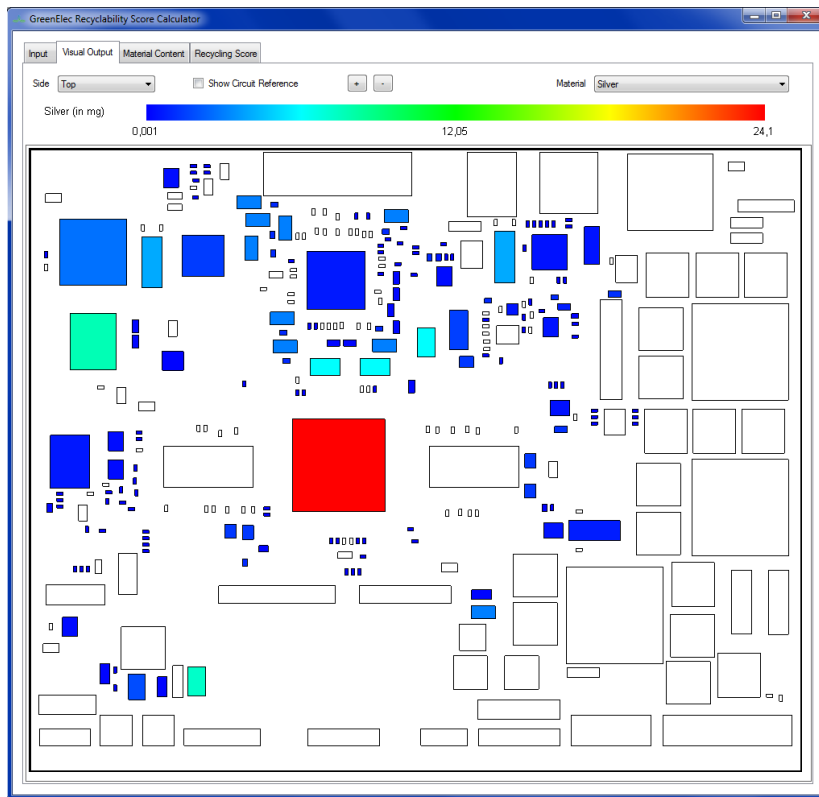 GreenElec Recyclability Score Calculator
Input Visual Output Material Content Recycling Score
Side Top Show Circuit Reference + - Material Silver
Silver (in mg)
0,001 12,05 24,1